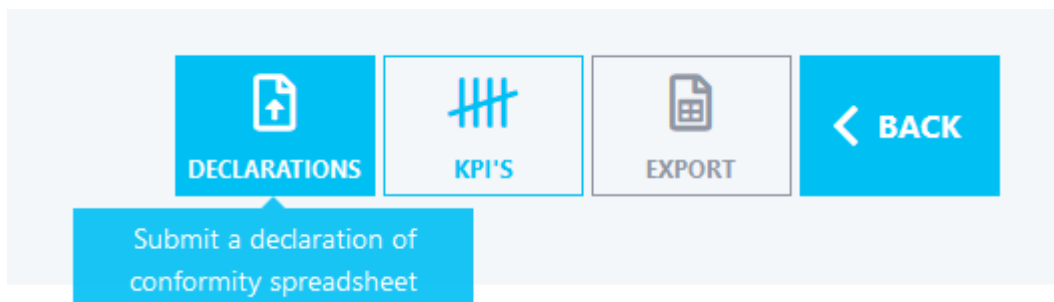 DECLARATIONS
KPI'S
EXPORT
BACK
Submit a declaration of
conformity spreadsheet